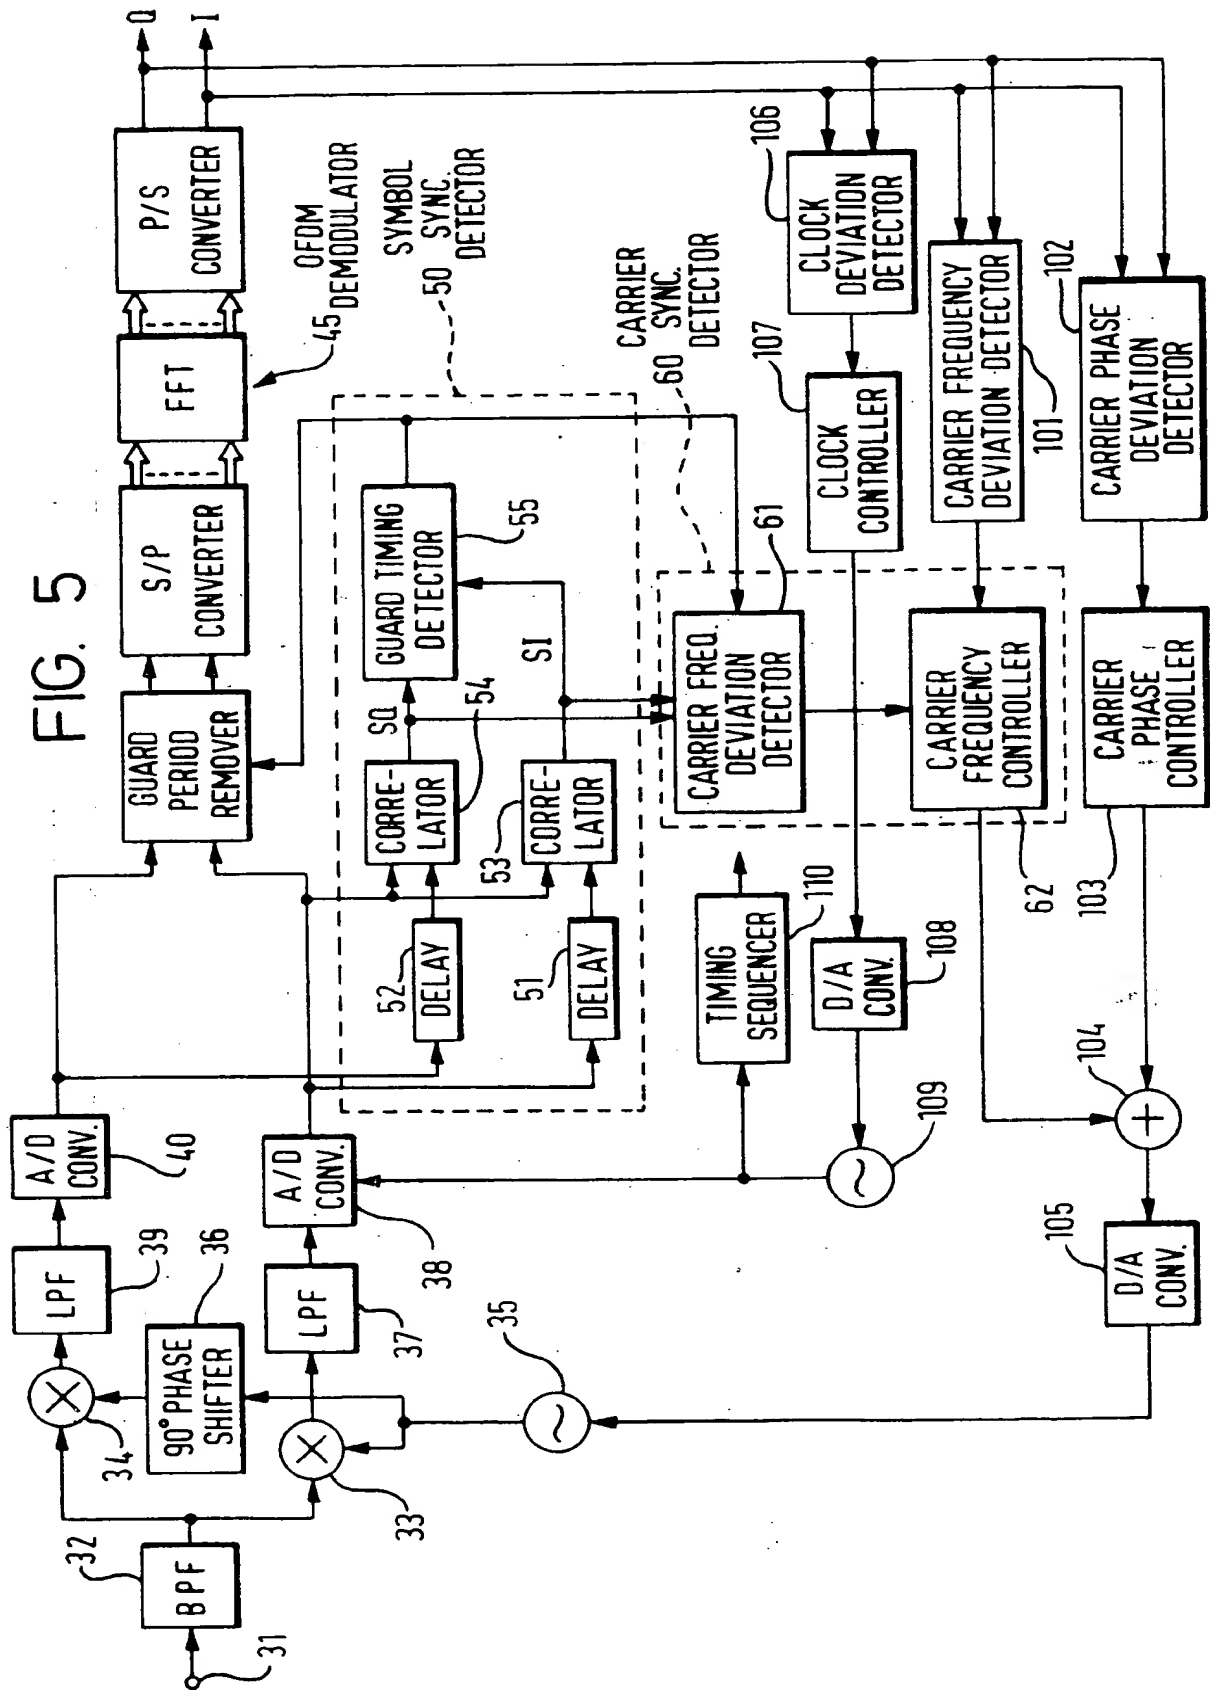 FIG. 5
31
32
BPF
34
33
90° PHASE
SHIFTER
36
LPF
39
LPF
37
35
A/D
CONV.
40
A/D
CONV.
38
GUARD
PERIOD
REMOVER
S/P
CONVERTER
FFT
45
OFDM
DEMODULATOR
P/S
CONVERTER
Q
I
SYMBOL
SYNC.
DETECTOR
50
52
DELAY
51
DELAY
CORRE-
LATOR
54
53
CORRE-
LATOR
SQ
SI
GUARD TIMING
DETECTOR
55
CARRIER
SYNC.
DETECTOR
60
CARRIER FREQ.
DEVIATION
DETECTOR
61
CARRIER
FREQUENCY
CONTROLLER
62
TIMING
SEQUENCER
110
D/A
CONV.
108
109
CLOCK
CONTROLLER
107
CLOCK
DEVIATION
DETECTOR
106
CARRIER FREQUENCY
DEVIATION DETECTOR
101
CARRIER PHASE
DEVIATION
DETECTOR
102
CARRIER
PHASE
CONTROLLER
103
+
104
D/A
CONV.
105